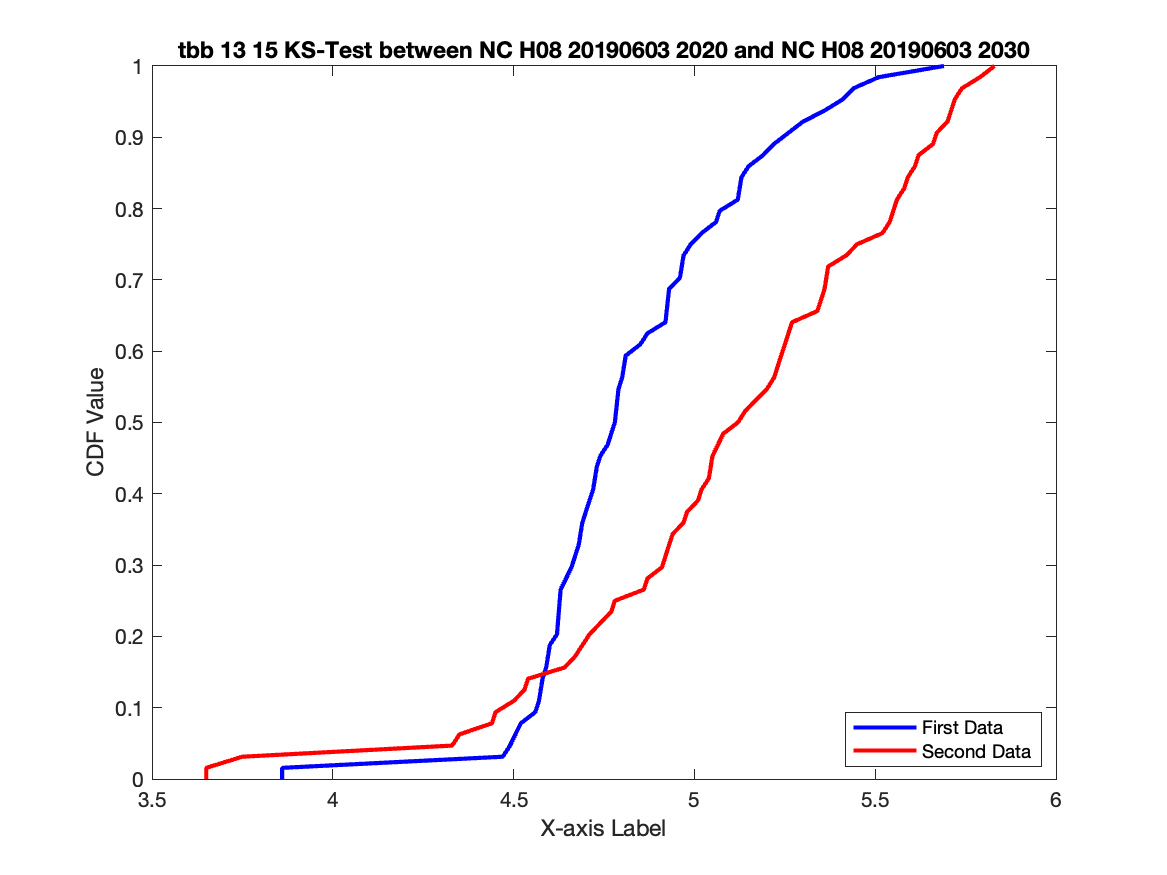 tbb 13 15 KS-Test between NC H08 20190603 2020 and NC H08 20190603 2030
1
0.9
0.8
0.7
0.6
0.5
0.4
0.3
0.2
0.1
0
CDF Value
First Data
Second Data
3.5 4 4.5 5 5.5 6
X-axis Label